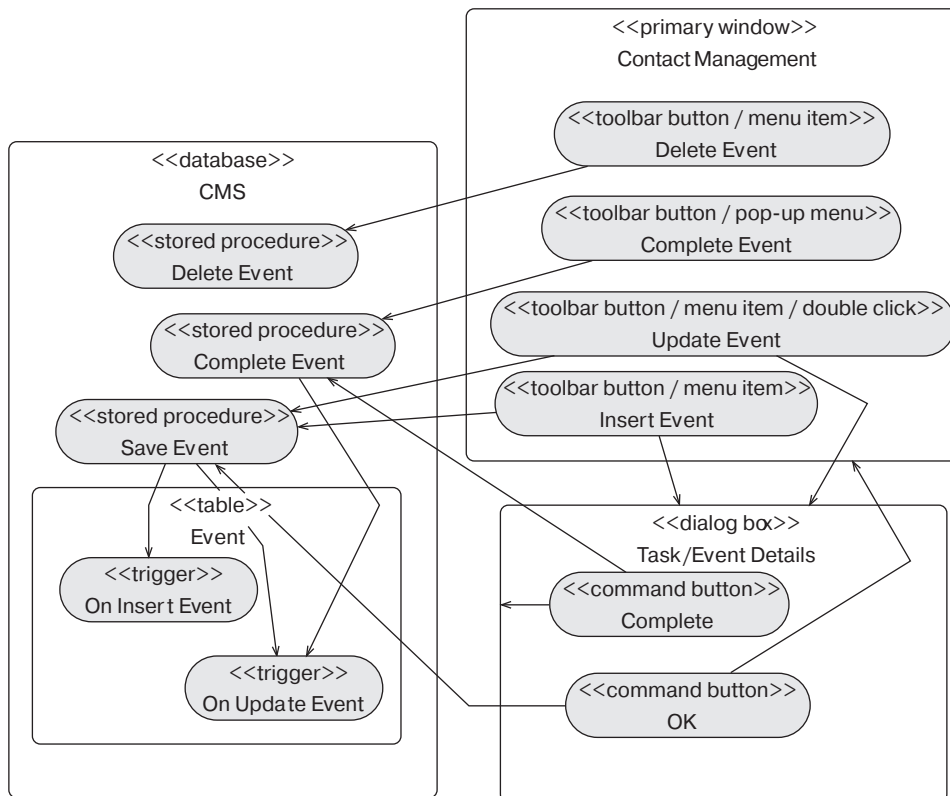 <<primary window>>
Contact Management
<<toolbar button / menu item>>
Delete Event
<<toolbar button / pop-up menu>>
Complete Event
<<toolbar button / menu item / double click>>
Update Event
<<toolbar button / menu item>>
Insert Event
<<database>>
CMS
<<stored procedure>>
Delete Event
<<stored procedure>>
Complete Event
<<stored procedure>>
Save Event
<<table>>
Event
<<trigger>>
On Insert Event
<<trigger>>
On Update Event
<<dialog box>>
Task/Event Details
<<command button>>
Complete
<<command button>>
OK